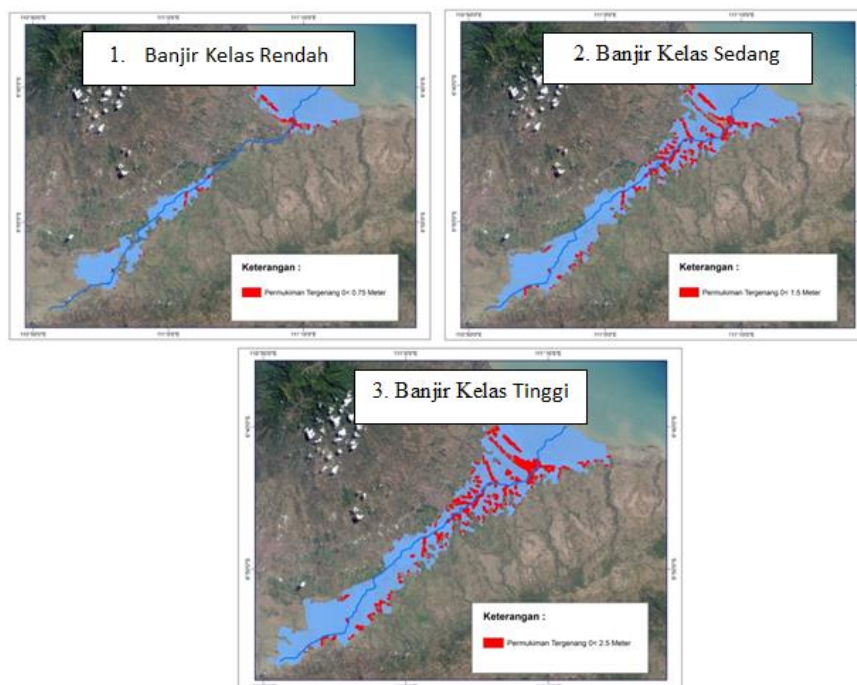 1. Banjir Kelas Rendah
Keterangan :
Permukiman Tergenang 0< 0.75 Meter
2. Banjir Kelas Sedang
Keterangan :
Permukiman Tergenang 0< 1.5 Meter
3. Banjir Kelas Tinggi
Keterangan :
Permukiman Tergenang 0< 2.5 Meter